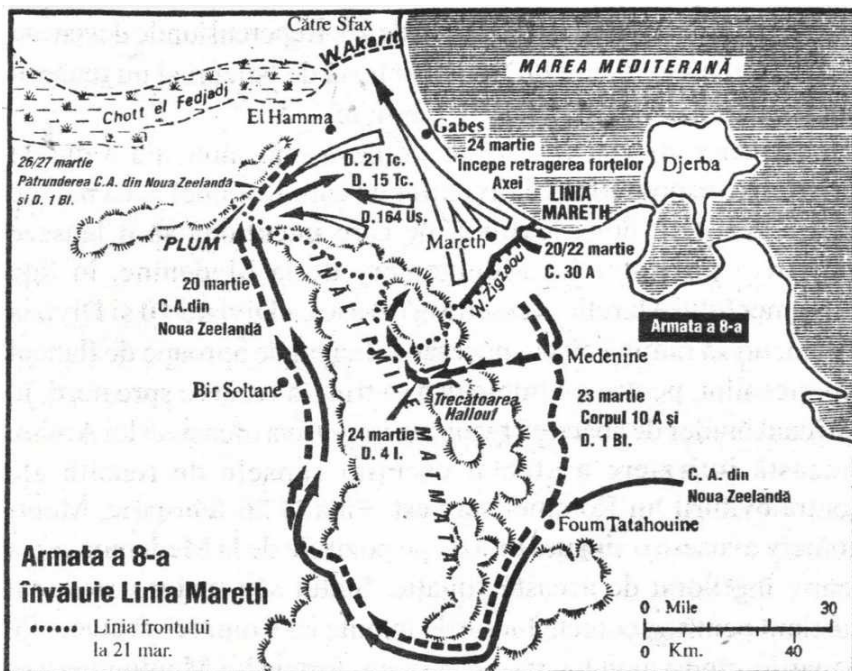 Către Sfax
W. Akarit
MAREA MEDITERANĂ
Chott el Fedjadj
El Hamma
Gabes
24 martie
Începe retragerea forțelor
Axei
Djerba
26/27 martie
Patrunderea C.A. din Noua Zeelandă
și D. 1 Bl.
D. 21 Tc.
D. 15 Tc.
D.164 Uș.
LINIA
MARETH
"PLUM"
Mareth
20/22 martie
C. 30 A
W. Zigzaou
20 martie
C.A.din
Noua Zeelandă
ÎNĂLȚIMILE MATMATA
Armata a 8-a
Medenine
Bir Soltane
Trecătoarea
Hallouf
23 martie
Corpul 10 A și
D. 1 Bl.
24 martie
D. 4 I.
C. A. din
Noua Zeelandă
Foum Tatahouine
Armata a 8-a
învăluie Linia Mareth
Linia frontului
la 21 mar.
0 Mile 30
0 Km. 40